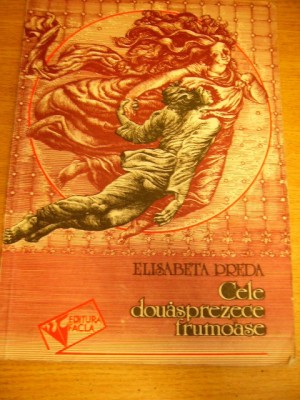 ELISABETA PREDA
Cele
douăsprezece
frumoase
EDITURA
FACLA